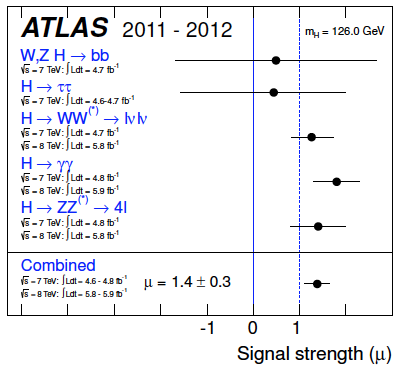 ATLAS 2011 - 2012
m_H = 126.0 GeV
W,Z H → bb
√s = 7 TeV: ∫Ldt = 4.7 fb⁻¹
H → ττ
√s = 7 TeV: ∫Ldt = 4.6-4.7 fb⁻¹
H → WW⁽*⁾ → lνlν
√s = 7 TeV: ∫Ldt = 4.7 fb⁻¹
√s = 8 TeV: ∫Ldt = 5.8 fb⁻¹
H → γγ
√s = 7 TeV: ∫Ldt = 4.8 fb⁻¹
√s = 8 TeV: ∫Ldt = 5.9 fb⁻¹
H → ZZ⁽*⁾ → 4l
√s = 7 TeV: ∫Ldt = 4.8 fb⁻¹
√s = 8 TeV: ∫Ldt = 5.8 fb⁻¹
Combined
√s = 7 TeV: ∫Ldt = 4.6 - 4.8 fb⁻¹
√s = 8 TeV: ∫Ldt = 5.8 - 5.9 fb⁻¹
μ = 1.4 ± 0.3
-1 0 1
Signal strength (μ)